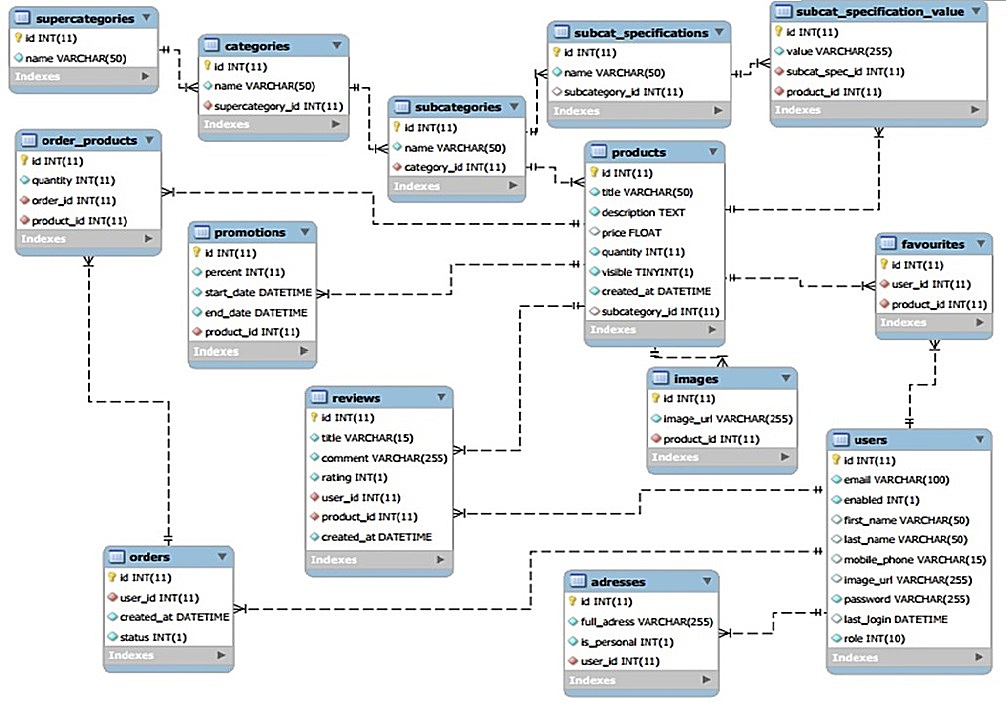 supercategories
id INT(11)
name VARCHAR(50)
Indexes
categories
id INT(11)
name VARCHAR(50)
supercategory_id INT(11)
Indexes
subcategories
id INT(11)
name VARCHAR(50)
category_id INT(11)
Indexes
subcat_specifications
id INT(11)
name VARCHAR(50)
subcategory_id INT(11)
Indexes
subcat_specification_value
id INT(11)
value VARCHAR(255)
subcat_spec_id INT(11)
product_id INT(11)
Indexes
order_products
id INT(11)
quantity INT(11)
order_id INT(11)
product_id INT(11)
Indexes
promotions
id INT(11)
percent INT(11)
start_date DATETIME
end_date DATETIME
product_id INT(11)
Indexes
products
id INT(11)
title VARCHAR(50)
description TEXT
price FLOAT
quantity INT(11)
visible TINYINT(1)
created_at DATETIME
subcategory_id INT(11)
Indexes
favourites
id INT(11)
user_id INT(11)
product_id INT(11)
Indexes
images
id INT(11)
image_url VARCHAR(255)
product_id INT(11)
Indexes
reviews
id INT(11)
title VARCHAR(15)
comment VARCHAR(255)
rating INT(1)
user_id INT(11)
product_id INT(11)
created_at DATETIME
Indexes
users
id INT(11)
email VARCHAR(100)
enabled INT(1)
first_name VARCHAR(50)
last_name VARCHAR(50)
mobile_phone VARCHAR(15)
image_url VARCHAR(255)
password VARCHAR(255)
last_login DATETIME
role INT(10)
Indexes
orders
id INT(11)
user_id INT(11)
created_at DATETIME
status INT(1)
Indexes
adresses
id INT(11)
full_adress VARCHAR(255)
is_personal INT(1)
user_id INT(11)
Indexes